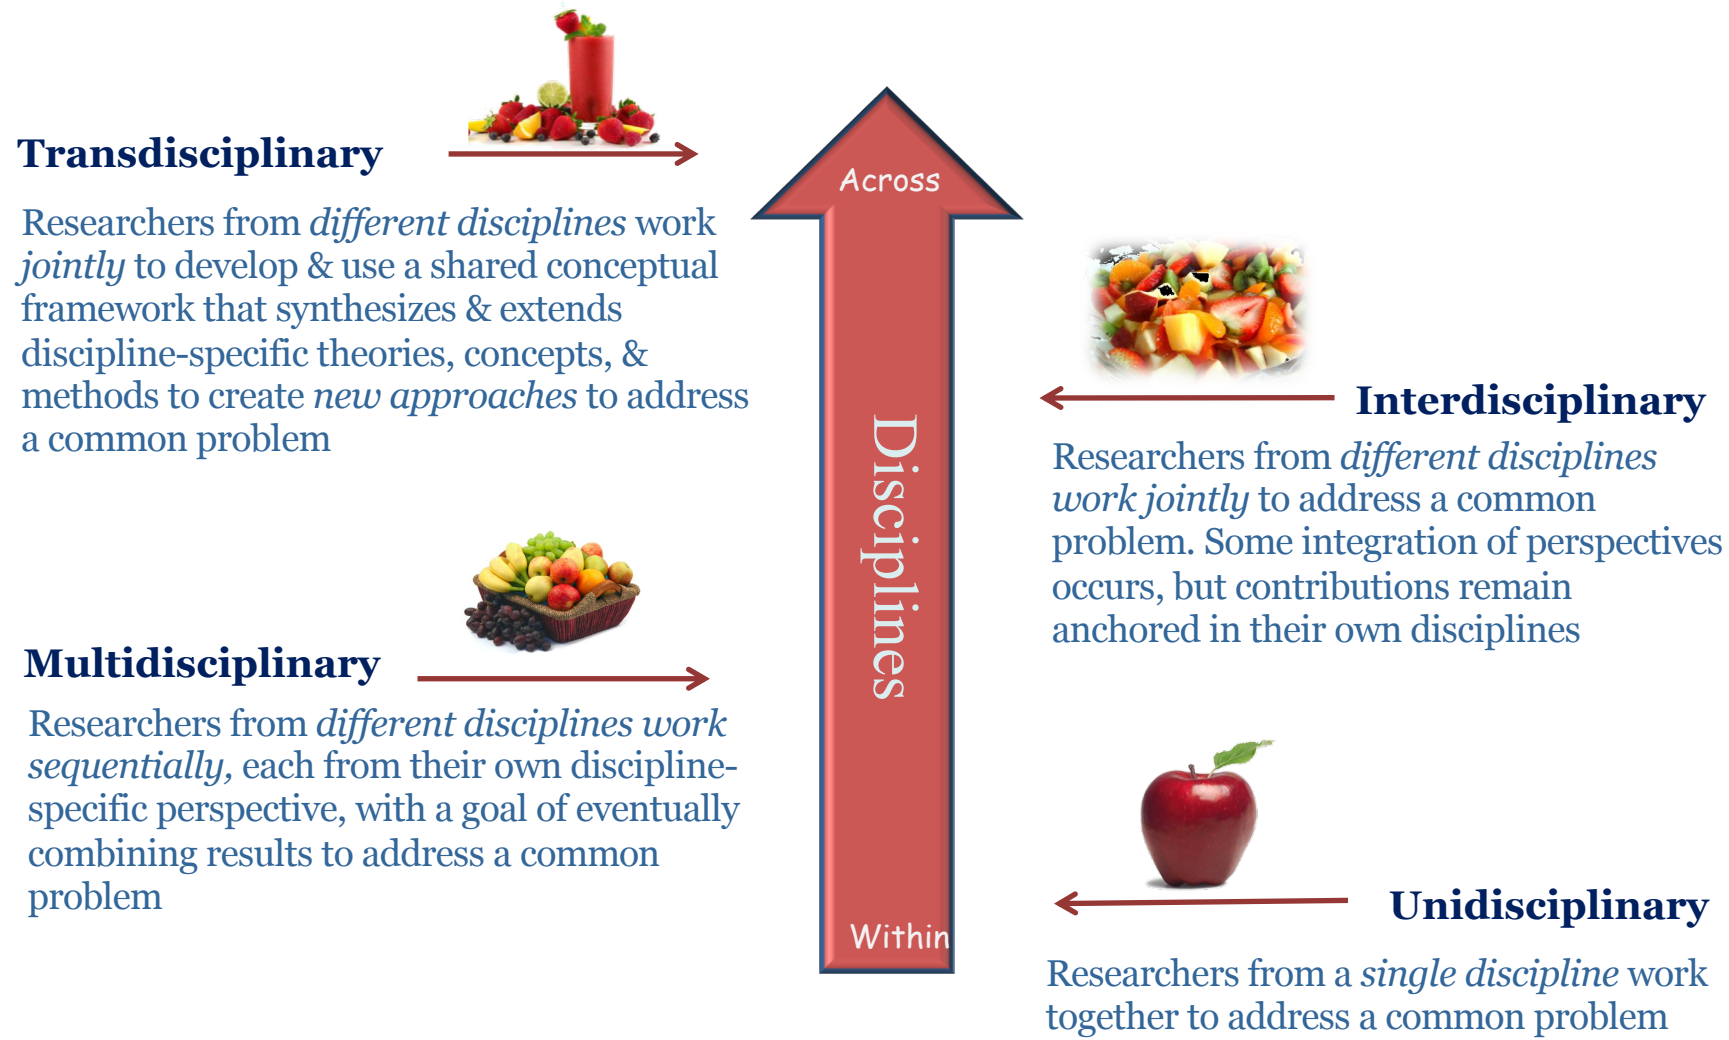 Transdisciplinary
Researchers from different disciplines work
jointly to develop & use a shared conceptual
framework that synthesizes & extends
discipline-specific theories, concepts, &
methods to create new approaches to address
a common problem
Multidisciplinary
Researchers from different disciplines work
sequentially, each from their own discipline-
specific perspective, with a goal of eventually
combining results to address a common
problem
Across
Disciplines
Within
Interdisciplinary
Researchers from different disciplines
work jointly to address a common
problem. Some integration of perspectives
occurs, but contributions remain
anchored in their own disciplines
Unidisciplinary
Researchers from a single discipline work
together to address a common problem